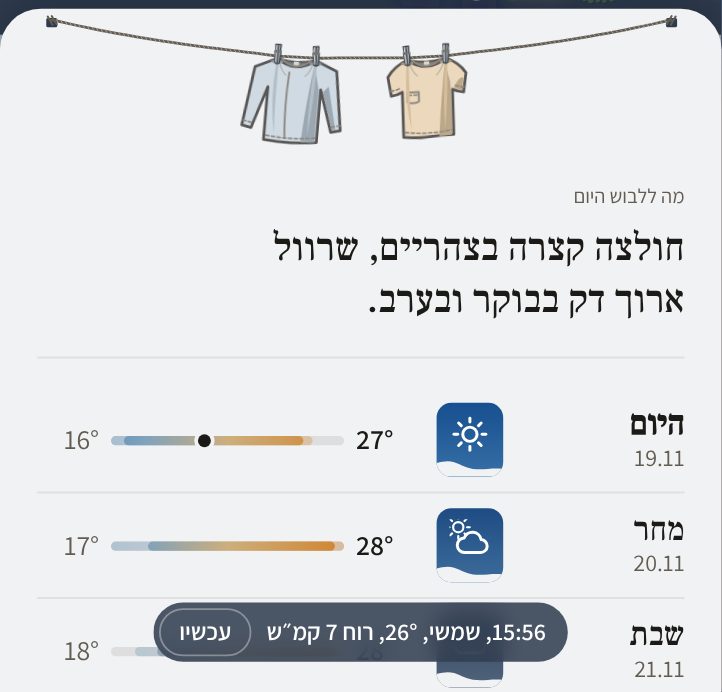 מה ללבוש היום
חולצה קצרה בצהריים, שרוול
ארוך דק בבוקר ובערב.
היום
19.11
27°
16°
מחר
20.11
28°
17°
שבת
21.11
28
18°
15:56, שמשי, 26°, רוח 7 קמ״ש
עכשיו